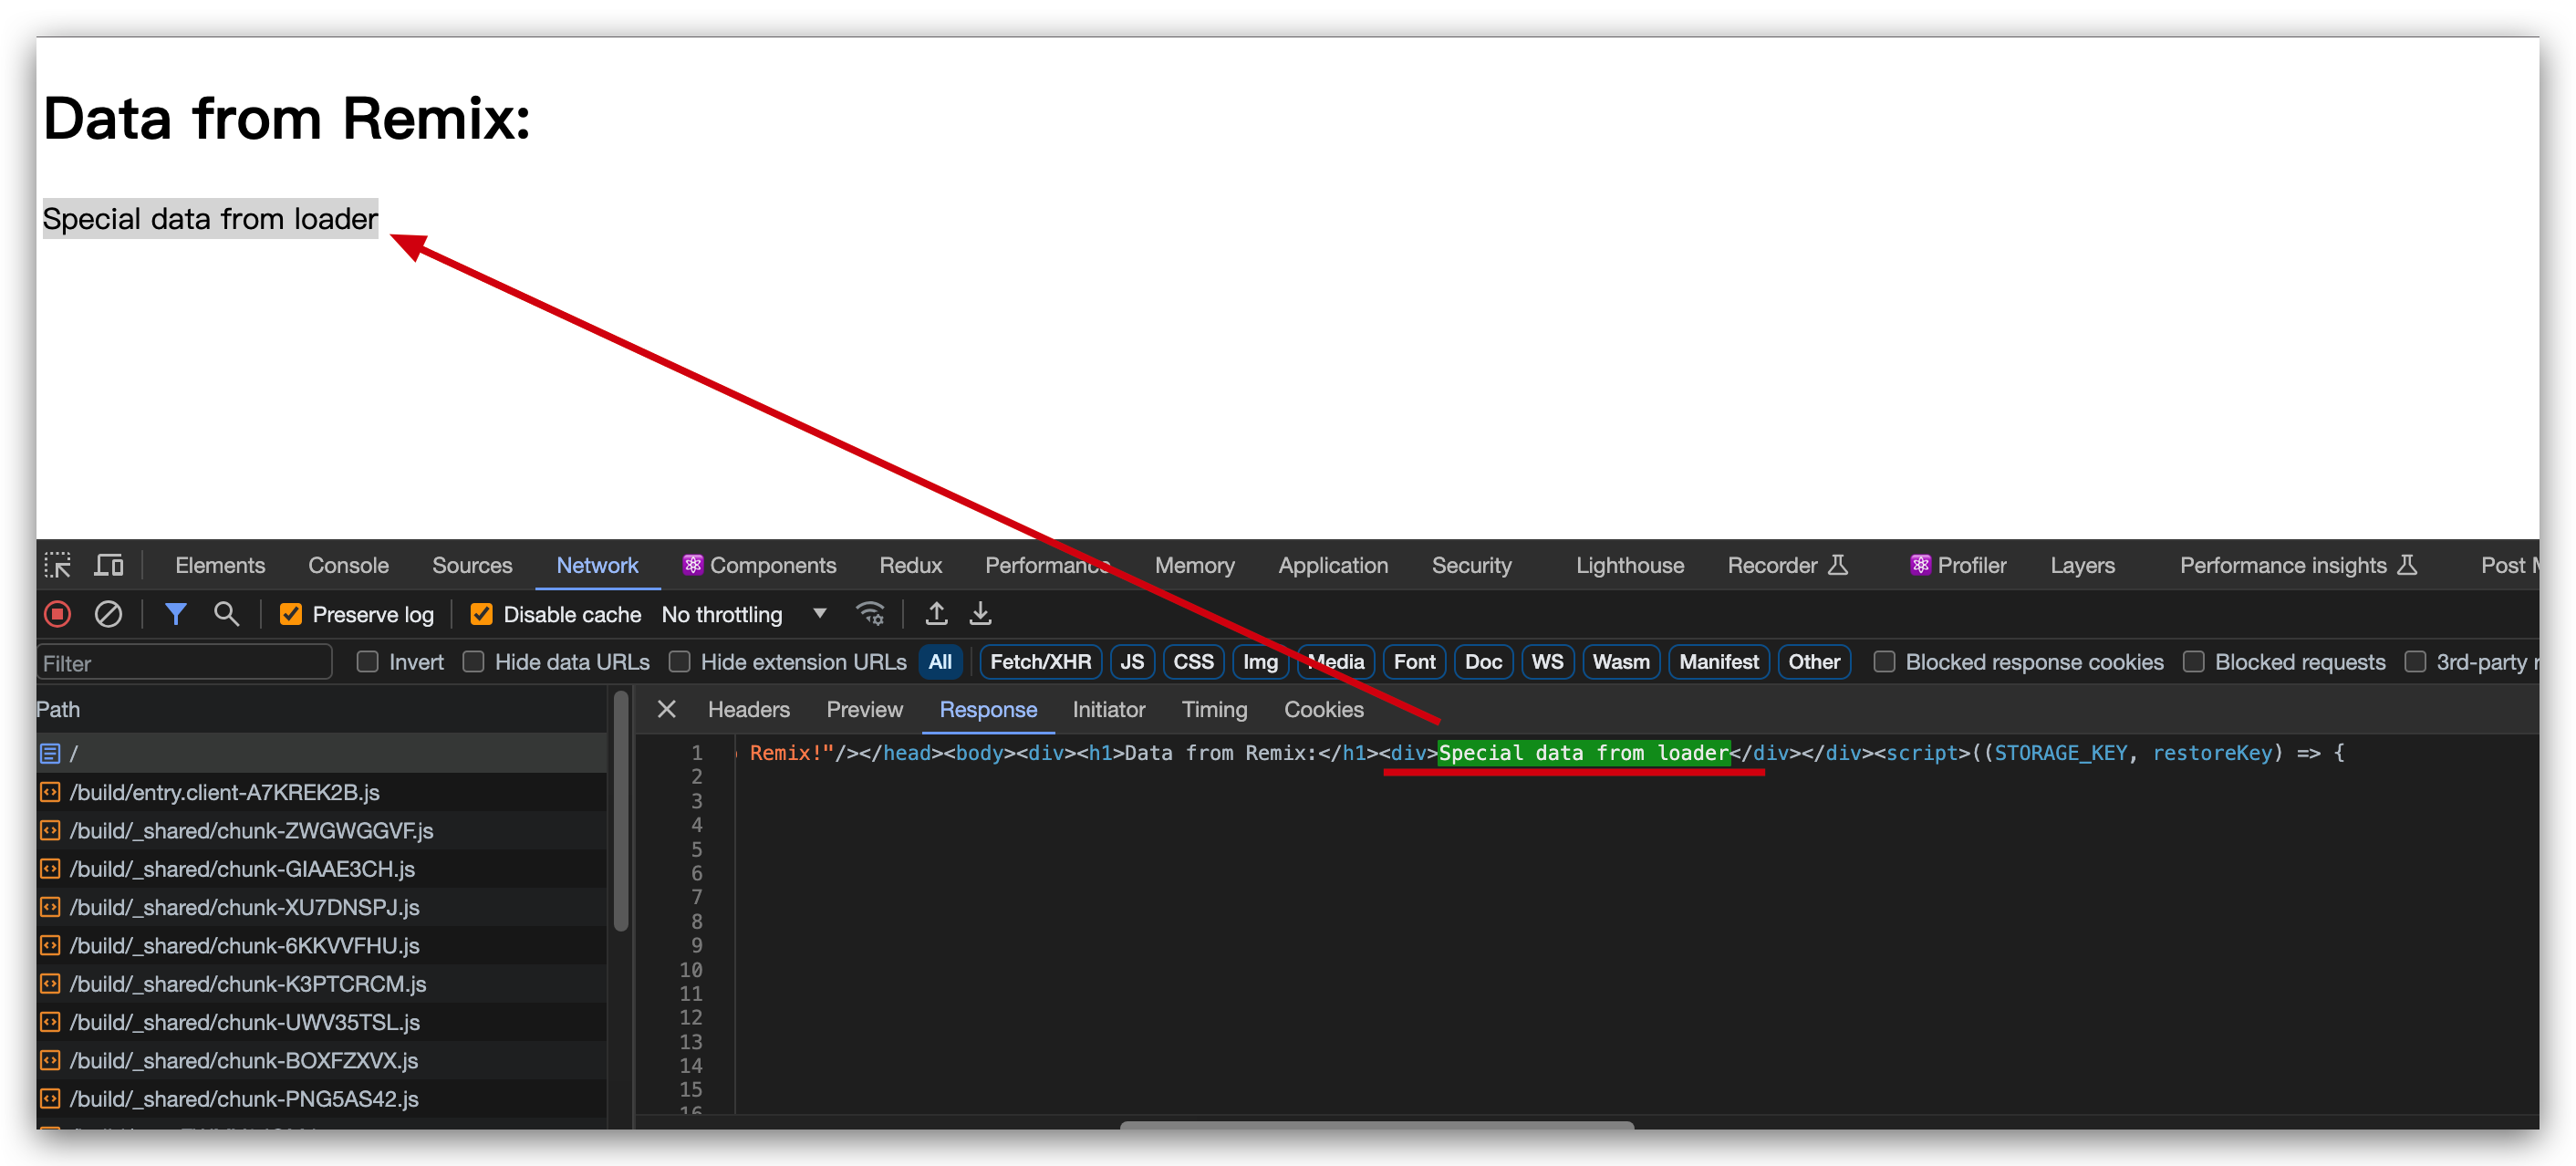 Data from Remix:
Special data from loader
Elements Console Sources Network Components Redux Performance Memory Application Security Lighthouse Recorder Profiler Layers Performance insights Post
Preserve log Disable cache No throttling
Filter Invert Hide data URLs Hide extension URLs All Fetch/XHR JS CSS Img Media Font Doc WS Wasm Manifest Other Blocked response cookies Blocked requests 3rd-party
Path
Headers Preview Response Initiator Timing Cookies
/
/build/entry.client-A7KREK2B.js
/build/_shared/chunk-ZWGWGGVF.js
/build/_shared/chunk-GIAAE3CH.js
/build/_shared/chunk-XU7DNSPJ.js
/build/_shared/chunk-6KKVVFHU.js
/build/_shared/chunk-K3PTCRCM.js
/build/_shared/chunk-UWV35TSL.js
/build/_shared/chunk-BOXFZXVX.js
/build/_shared/chunk-PNG5AS42.js
1 Remix!"/></head><body><div><h1>Data from Remix:</h1><div>Special data from loader</div></div><script>((STORAGE_KEY, restoreKey) => {
2
3
4
5
6
7
8
9
10
11
12
13
14
15
16